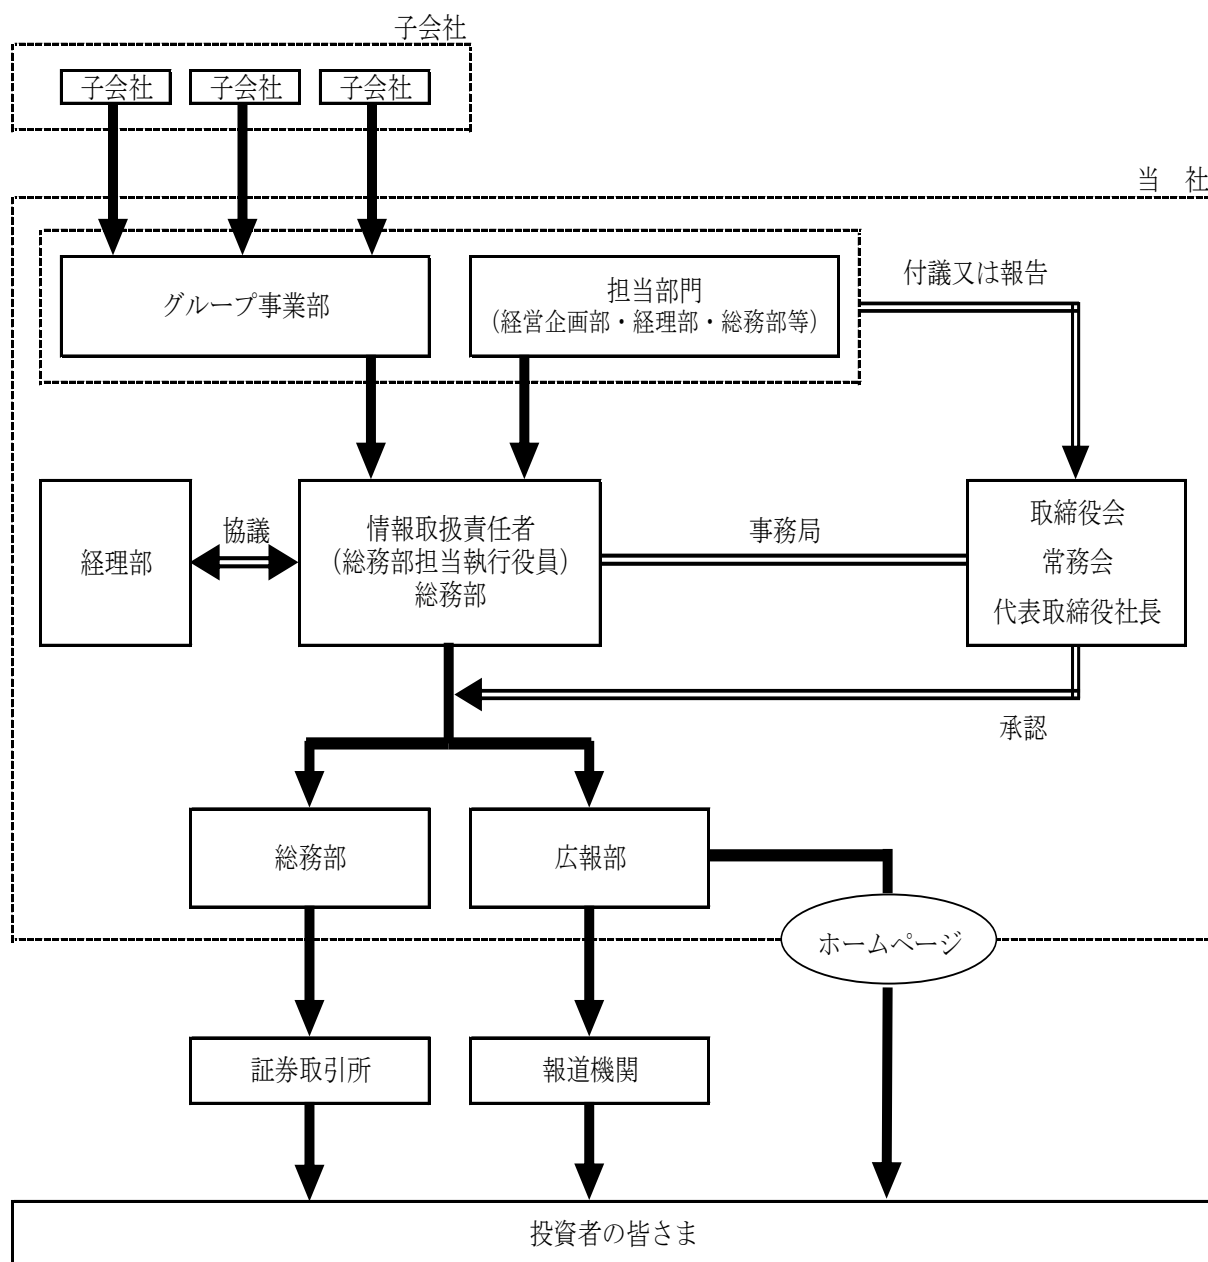 子会社
子会社
子会社
子会社
当　社
グループ事業部
担当部門
（経営企画部・経理部・総務部等）
付議又は報告
経理部
協議
情報取扱責任者
（総務部担当執行役員）
総務部
事務局
取締役会
常務会
代表取締役社長
承認
総務部
広報部
ホームページ
証券取引所
報道機関
投資者の皆さま